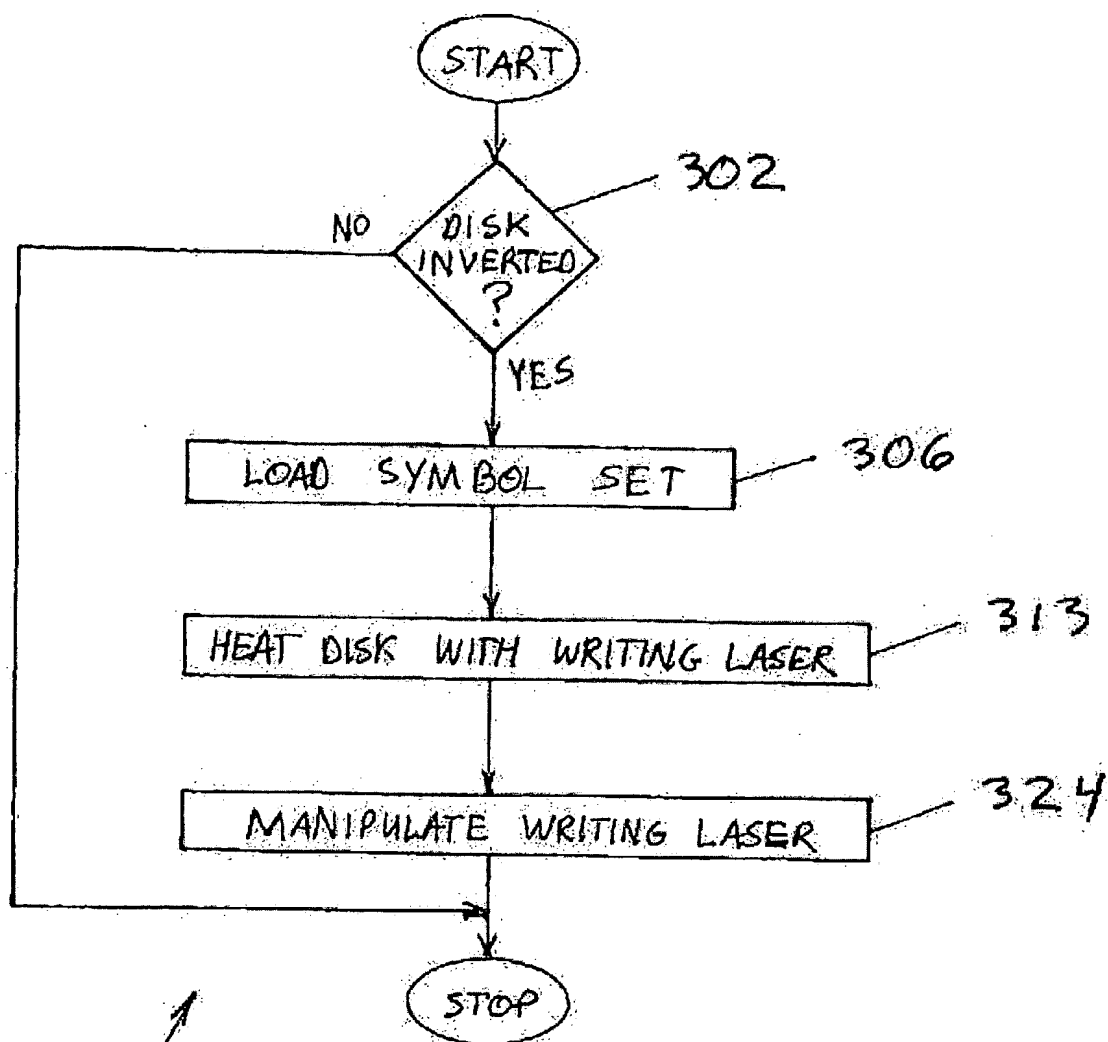 START
302
NO
DISK
INVERTED
?
YES
LOAD SYMBOL SET
306
HEAT DISK WITH WRITING LASER
313
MANIPULATE WRITING LASER
324
STOP